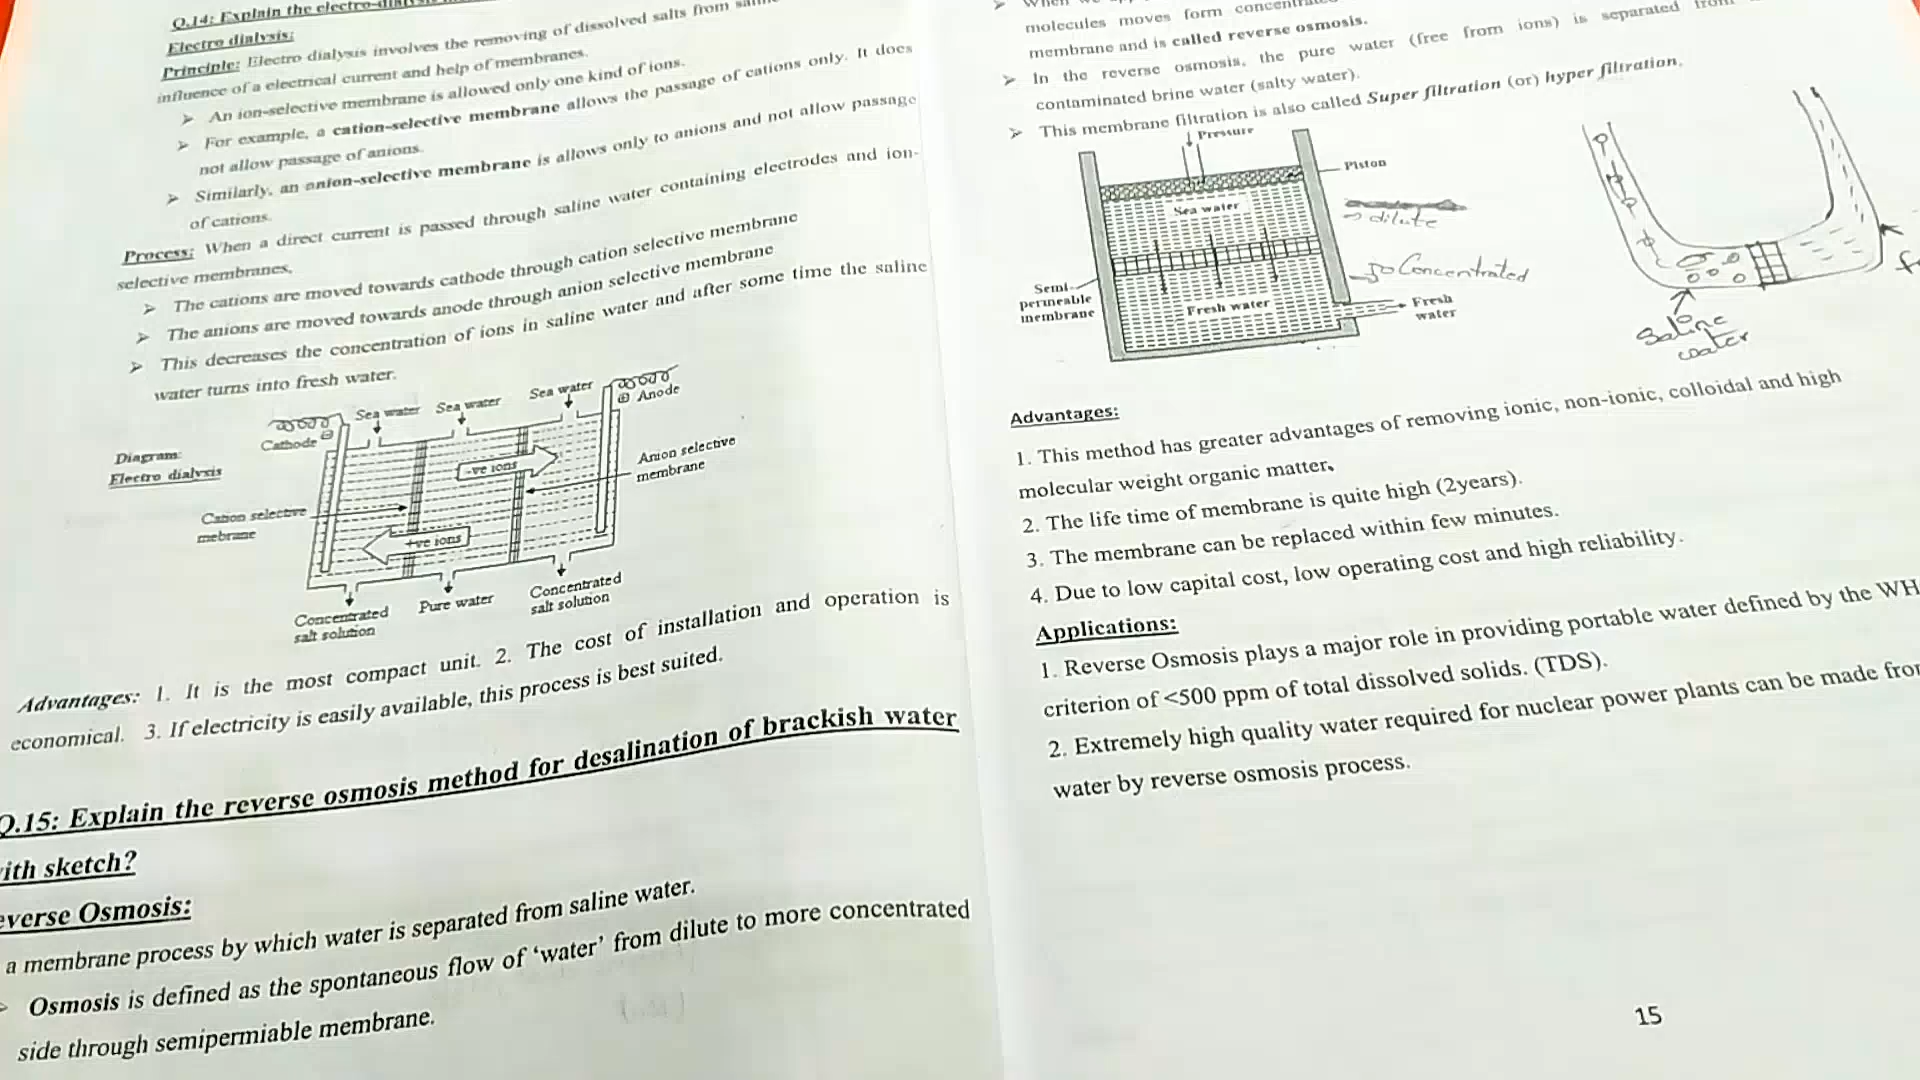 Q.14: Explain the electro-dialysis
Electro dialysis:
Principle: Electro dialysis involves the removing of dissolved salts from
influence of a electrical current and help of membranes.
➢ An ion-selective membrane is allowed only one kind of ions.
➢ For example, a cation-selective membrane allows the passage of cations only. It does
not allow passage of anions.
➢ Similarly, an anion-selective membrane is allows only to anions and not allow passage
of cations.
Process: When a direct current is passed through saline water containing electrodes and ion-
selective membranes,
➢ The cations are moved towards cathode through cation selective membrane
➢ The anions are moved towards anode through anion selective membrane
➢ This decreases the concentration of ions in saline water and after some time the saline
water turns into fresh water.
Diagram:
Electro dialysis
Cathode ⊖
Sea water
Sea water
Sea water
⊕ Anode
-ve ions
Anion selective
membrane
Cation selective
mebrane
+ve ions
Concentrated
salt solution
Pure water
Concentrated
salt solution
Advantages: 1. It is the most compact unit. 2. The cost of installation and operation is
economical. 3. If electricity is easily available, this process is best suited.
Q.15: Explain the reverse osmosis method for desalination of brackish water
with sketch?
everse Osmosis:
a membrane process by which water is separated from saline water.
➢ Osmosis is defined as the spontaneous flow of ‘water’ from dilute to more concentrated
side through semipermiable membrane.
➢ When we
molecules moves form
membrane and is called reverse osmosis.
➢ In the reverse osmosis, the pure water (free from ions) is separated from
contaminated brine water (salty water).
➢ This membrane filtration is also called Super filtration (or) hyper filtration.
Pressure
Piston
Sea water
dilute
Concentrated
Semi-
permeable
membrane
Fresh water
Fresh
water
Saline
water
Advantages:
1. This method has greater advantages of removing ionic, non-ionic, colloidal and high
molecular weight organic matter.
2. The life time of membrane is quite high (2years).
3. The membrane can be replaced within few minutes.
4. Due to low capital cost, low operating cost and high reliability.
Applications:
1. Reverse Osmosis plays a major role in providing portable water defined by the WH
criterion of <500 ppm of total dissolved solids. (TDS).
2. Extremely high quality water required for nuclear power plants can be made from
water by reverse osmosis process.
15